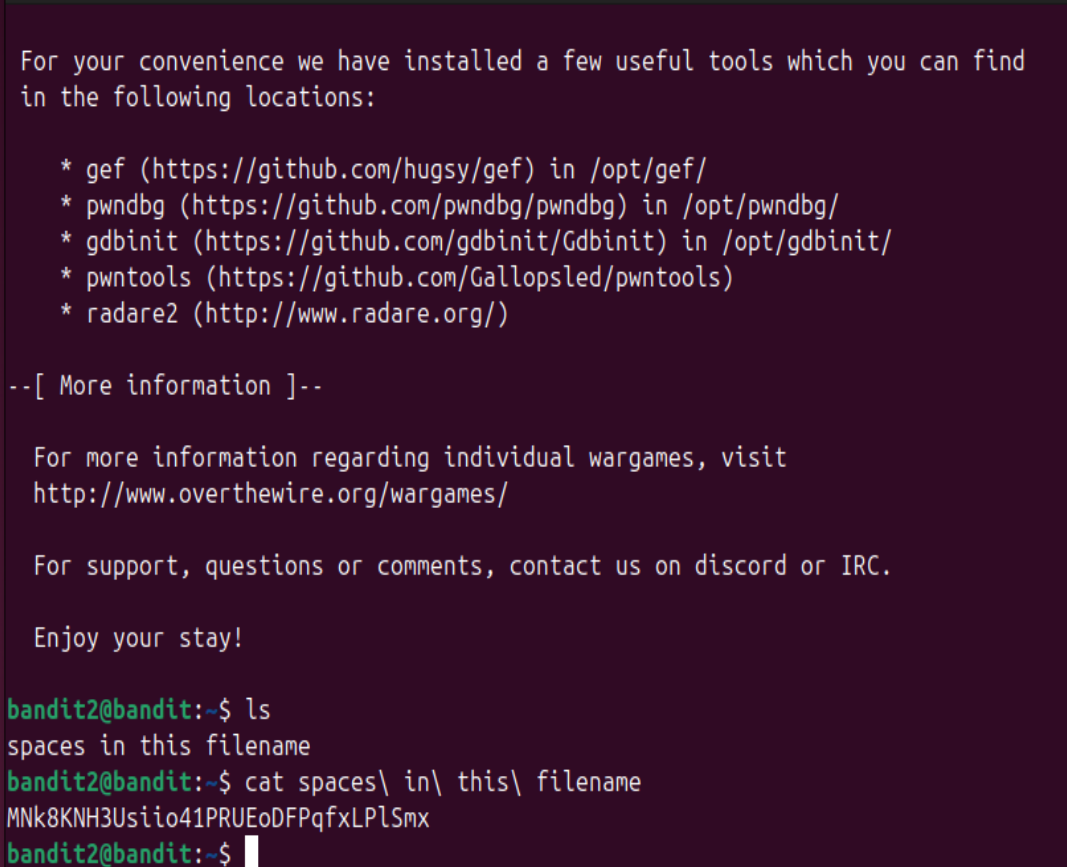 For your convenience we have installed a few useful tools which you can find
in the following locations:
* gef (https://github.com/hugsy/gef) in /opt/gef/
* pwndbg (https://github.com/pwndbg/pwndbg) in /opt/pwndbg/
* gdbinit (https://github.com/gdbinit/Gdbinit) in /opt/gdbinit/
* pwntools (https://github.com/Gallopsled/pwntools)
* radare2 (http://www.radare.org/)
--[ More information ]--
For more information regarding individual wargames, visit
http://www.overthewire.org/wargames/
For support, questions or comments, contact us on discord or IRC.
Enjoy your stay!
bandit2@bandit:~$ ls
spaces in this filename
bandit2@bandit:~$ cat spaces\ in\ this\ filename
MNk8KNH3Usiio41PRUEoDFPqfxLPlSmx
bandit2@bandit:~$